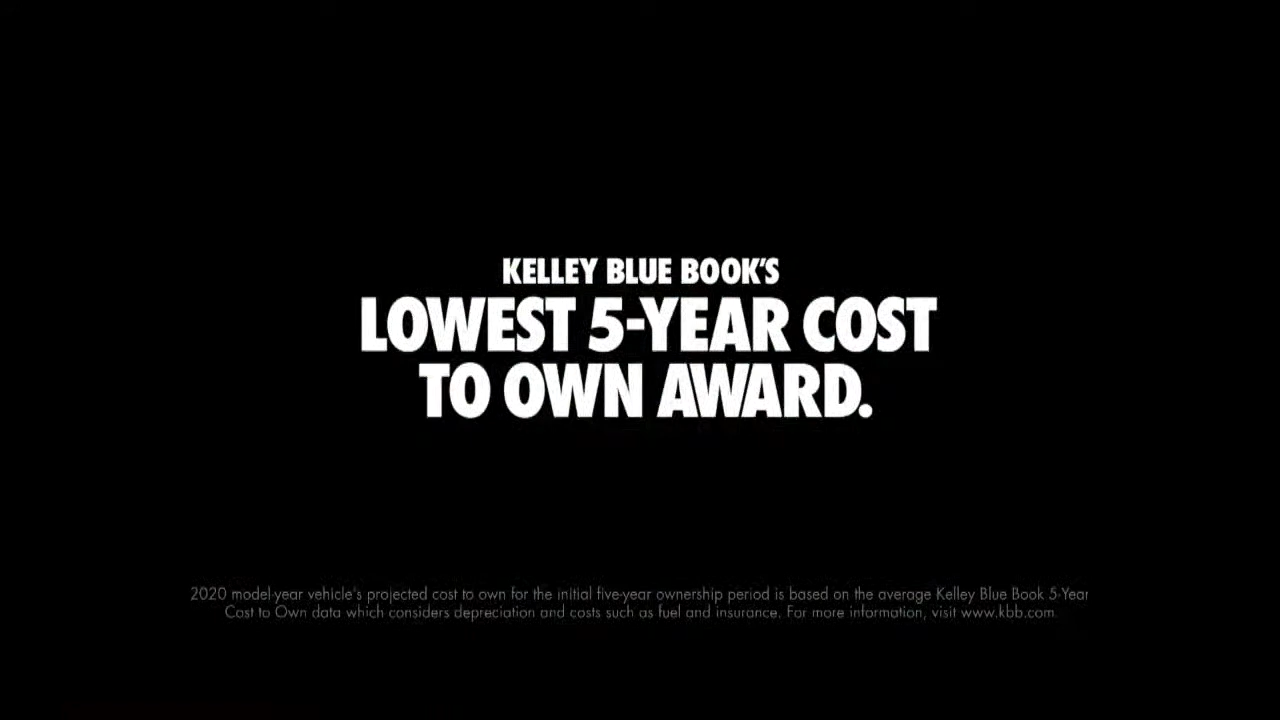 KELLEY BLUE BOOK'S
LOWEST 5-YEAR COST
TO OWN AWARD.
2020 model-year vehicle's projected cost to own for the initial five-year ownership period is based on the average Kelley Blue Book 5-Year
Cost to Own data which considers depreciation and costs such as fuel and insurance. For more information, visit www.kbb.com.